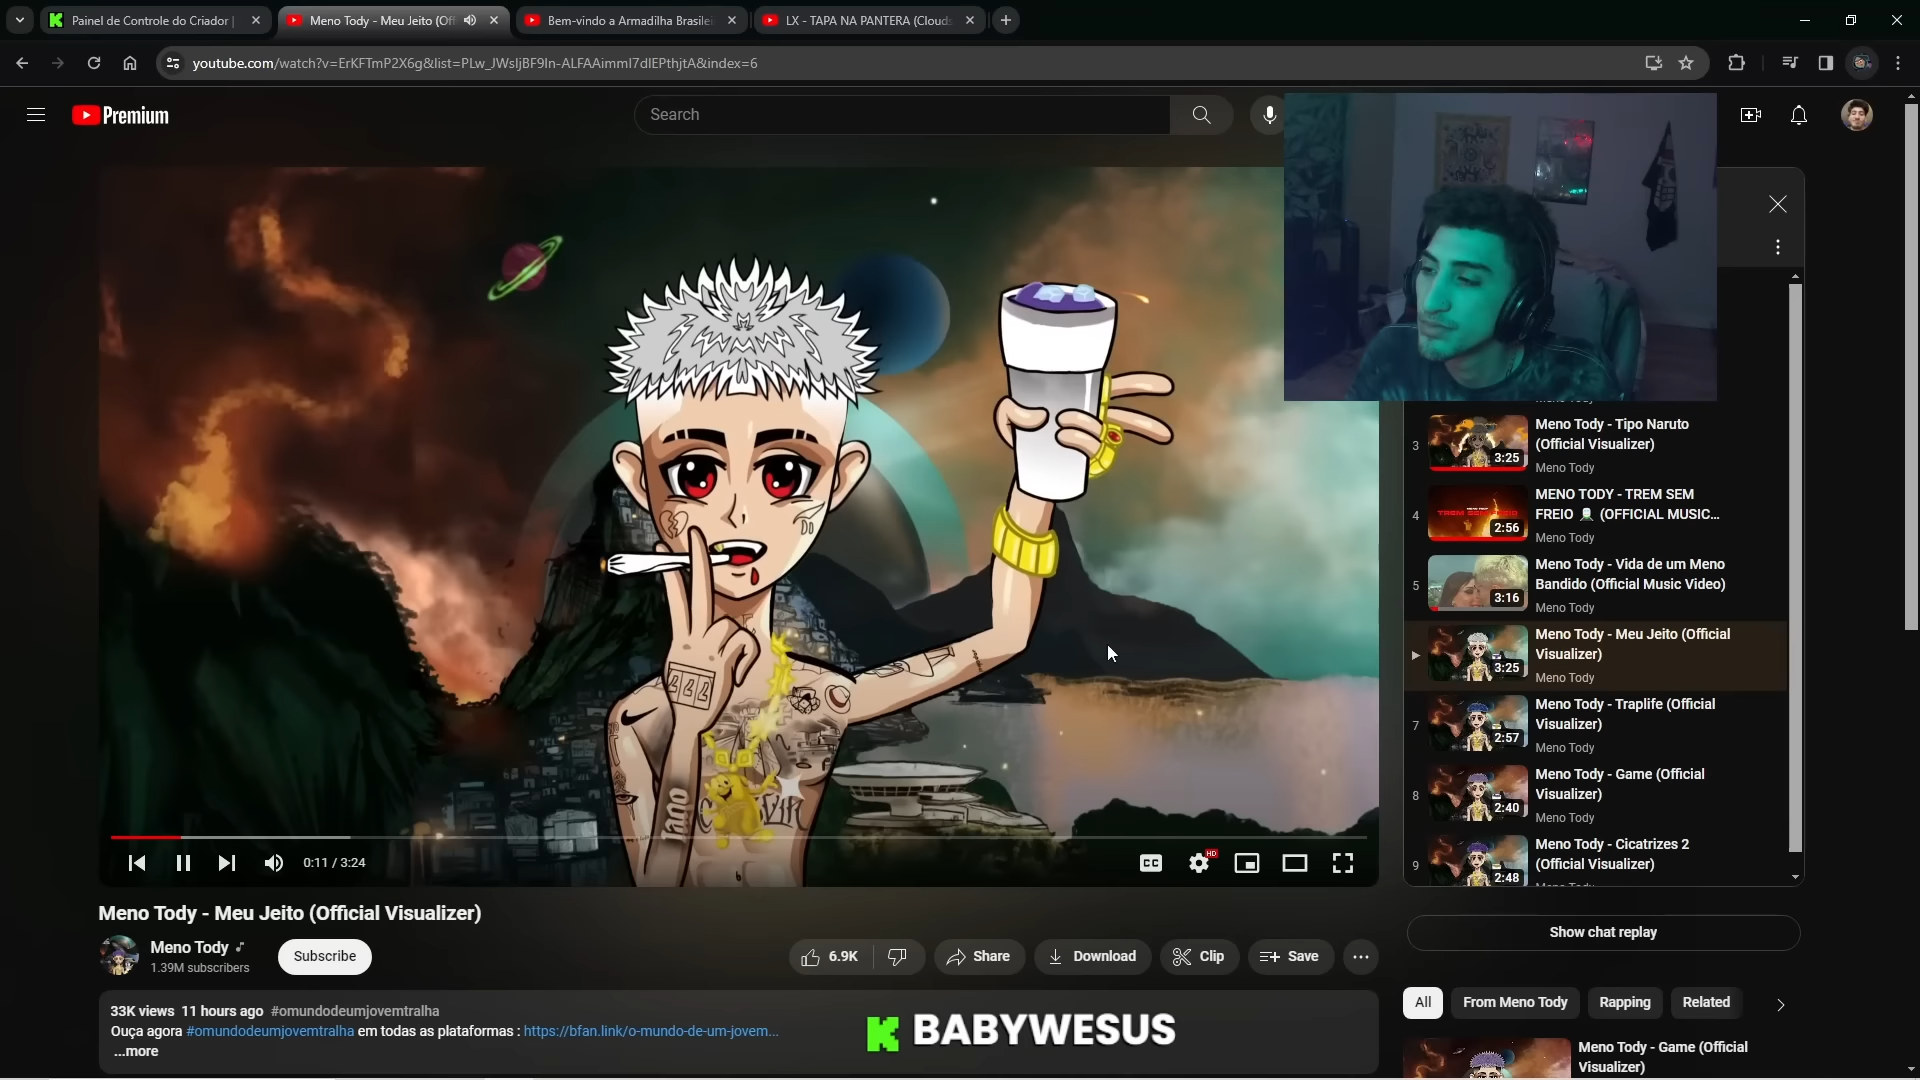 Painel de Controle do Criador |
Meno Tody - Meu Jeito (Off
Bem-vindo a Armadilha Brasilei
LX - TAPA NA PANTERA (Clouds
youtube.com/watch?v=ErKFTmP2X6g&list=PLw_JWsljBF9In-ALFAAimml7dIEPthjtA&index=6
Premium
Search
3
Meno Tody - Tipo Naruto
(Official Visualizer)
3:25
Meno Tody
4
MENO TODY - TREM SEM
FREIO (OFFICIAL MUSIC...
2:56
Meno Tody
5
Meno Tody - Vida de um Meno
Bandido (Official Music Video)
3:16
Meno Tody
Meno Tody - Meu Jeito (Official
Visualizer)
3:25
Meno Tody
7
Meno Tody - Traplife (Official
Visualizer)
2:57
Meno Tody
8
Meno Tody - Game (Official
Visualizer)
2:40
Meno Tody
9
Meno Tody - Cicatrizes 2
(Official Visualizer)
2:48
0:11 / 3:24
CC
HD
Meno Tody - Meu Jeito (Official Visualizer)
Meno Tody
1.39M subscribers
Subscribe
6.9K
Share
Download
Clip
Save
Show chat replay
33K views 11 hours ago #omundodeumjovemtralha
Ouça agora #omundodeumjovemtralha em todas as plataformas : https://bfan.link/o-mundo-de-um-jovem...
...more
K BABYWESUS
All
From Meno Tody
Rapping
Related
Meno Tody - Game (Official
Visualizer)